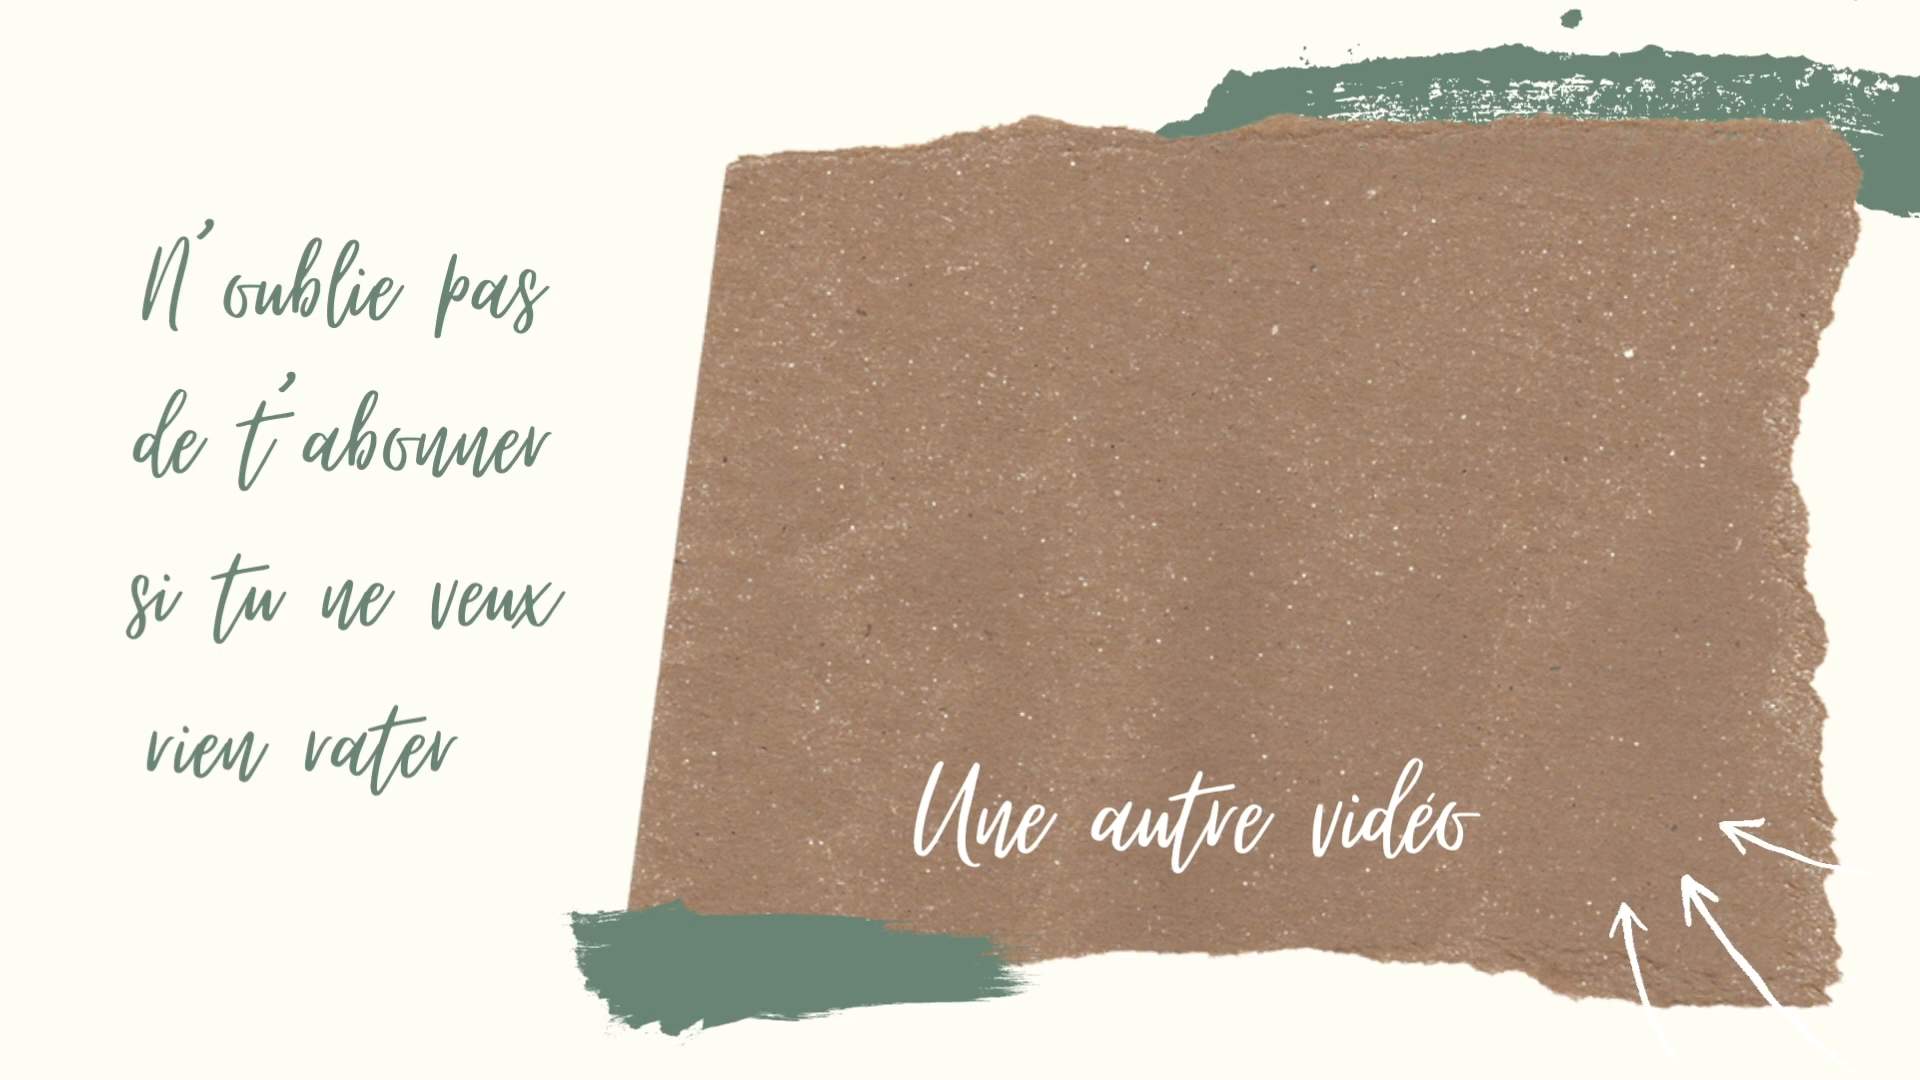 N'oublie pas
de t'abonner
si tu ne veux
rien rater
Une autre vidéo